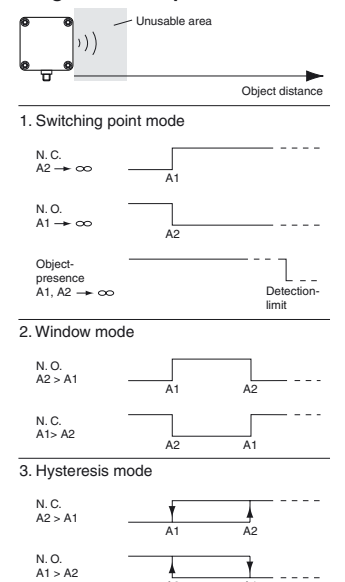 Unusable area
Object distance
1. Switching point mode
N. C.
A2 → ∞
A1
N. O.
A1 → ∞
A2
Object-
presence
A1, A2 → ∞
Detection-
limit
2. Window mode
N. O.
A2 > A1
A1 A2
N. C.
A1> A2
A2 A1
3. Hysteresis mode
N. C.
A2 > A1
A1 A2
N. O.
A1 > A2